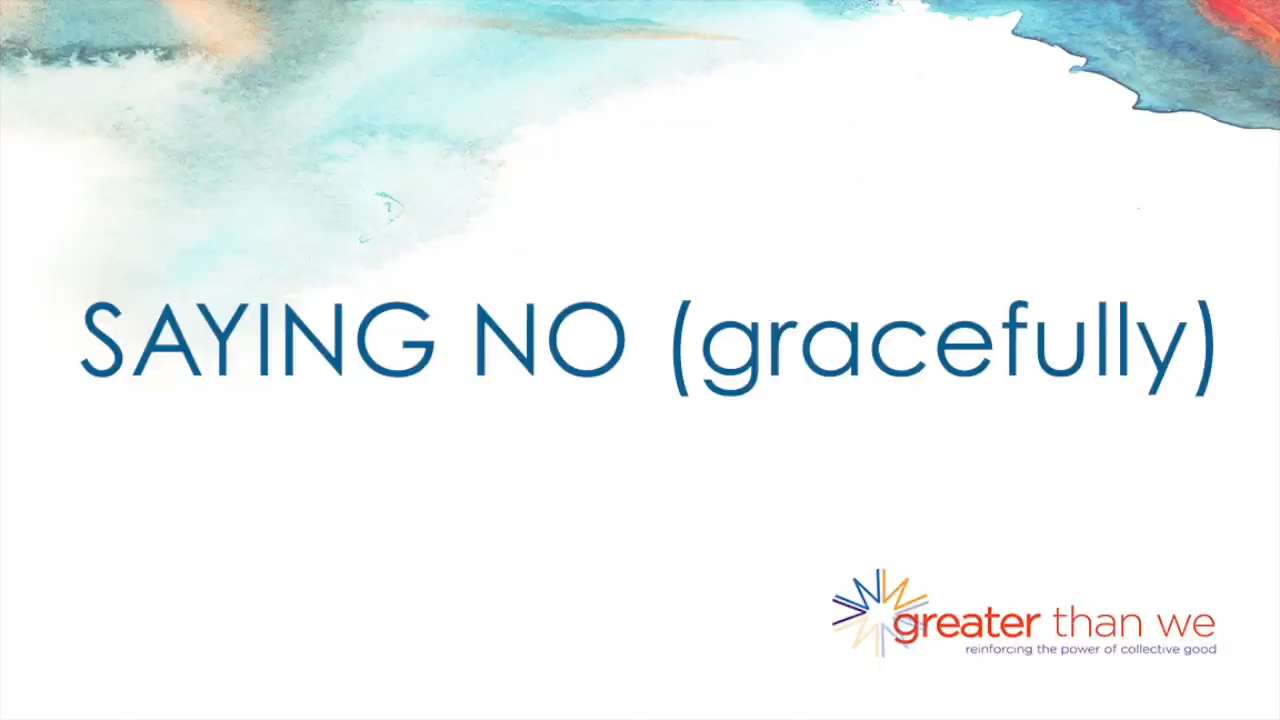 SAYING NO (gracefully)
greater than we
reinforcing the power of collective good